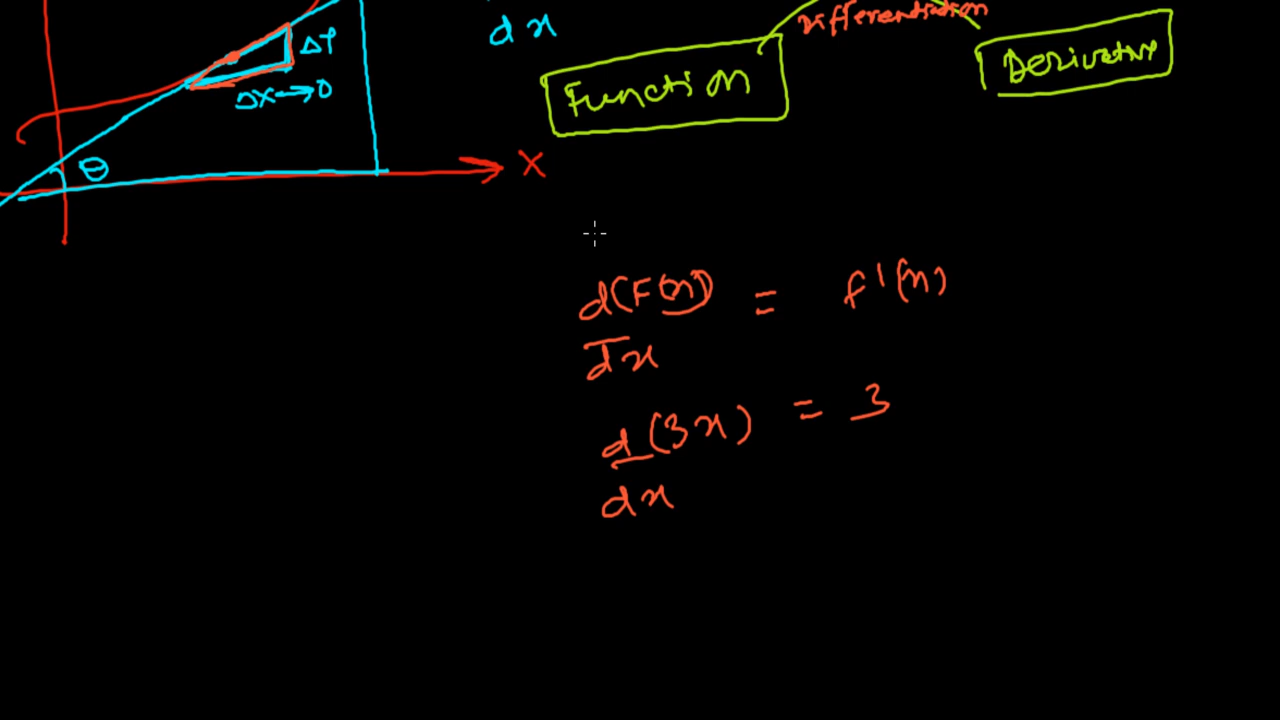 ΔY
ΔX→0
θ
X
dx
Differentiation
Function
Derivative
d(F(x)) = f'(x)
dx
d (3x) = 3
dx